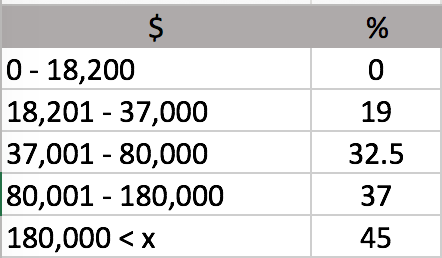 $ %
0 - 18,200 0
18,201 - 37,000 19
37,001 - 80,000 32.5
80,001 - 180,000 37
180,000 < x 45